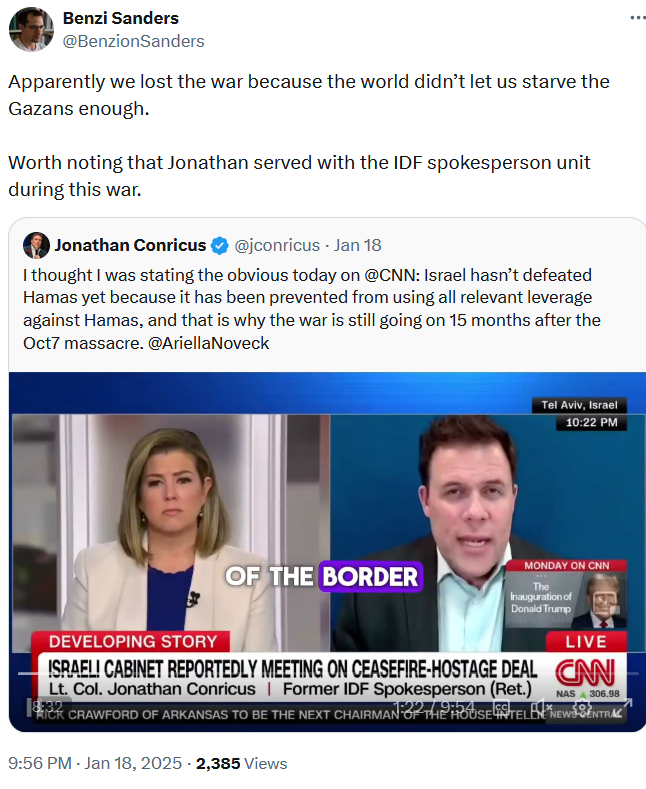 Benzi Sanders
@BenzionSanders
Apparently we lost the war because the world didn’t let us starve the
Gazans enough.
Worth noting that Jonathan served with the IDF spokesperson unit
during this war.
Jonathan Conricus @jconricus · Jan 18
I thought I was stating the obvious today on @CNN: Israel hasn’t defeated
Hamas yet because it has been prevented from using all relevant leverage
against Hamas, and that is why the war is still going on 15 months after the
Oct7 massacre. @AriellaNoveck
Tel Aviv, Israel
10:22 PM
OF THE BORDER
MONDAY ON CNN
The
Inauguration of
Donald Trump
DEVELOPING STORY
LIVE
ISRAELI CABINET REPORTEDLY MEETING ON CEASEFIRE-HOSTAGE DEAL
CNN
Lt. Col. Jonathan Conricus | Former IDF Spokesperson (Ret.)
NAS 306.98
8:32
1:22 / 9:54
RICK CRAWFORD OF ARKANSAS TO BE THE NEXT CHAIRMAN OF THE HOUSE INTELL
NEWS CENTRAL
9:56 PM · Jan 18, 2025 · 2,385 Views